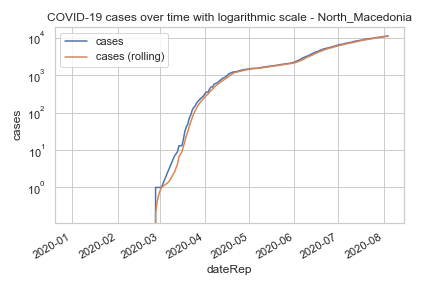 COVID-19 cases over time with logarithmic scale - North_Macedonia
cases
cases (rolling)
10⁴
10³
10²
10¹
10⁰
cases
2020-01
2020-02
2020-03
2020-04
2020-05
2020-06
2020-07
2020-08
dateRep